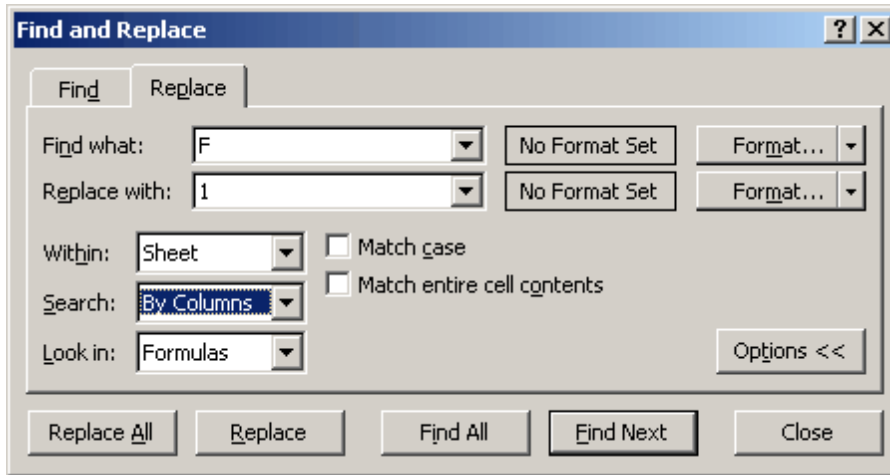 Find and Replace
Find Replace
Find what: F No Format Set Format...
Replace with: 1 No Format Set Format...
Within: Sheet Match case
Match entire cell contents
Search: By Columns
Look in: Formulas Options <<
Replace All Replace Find All Find Next Close